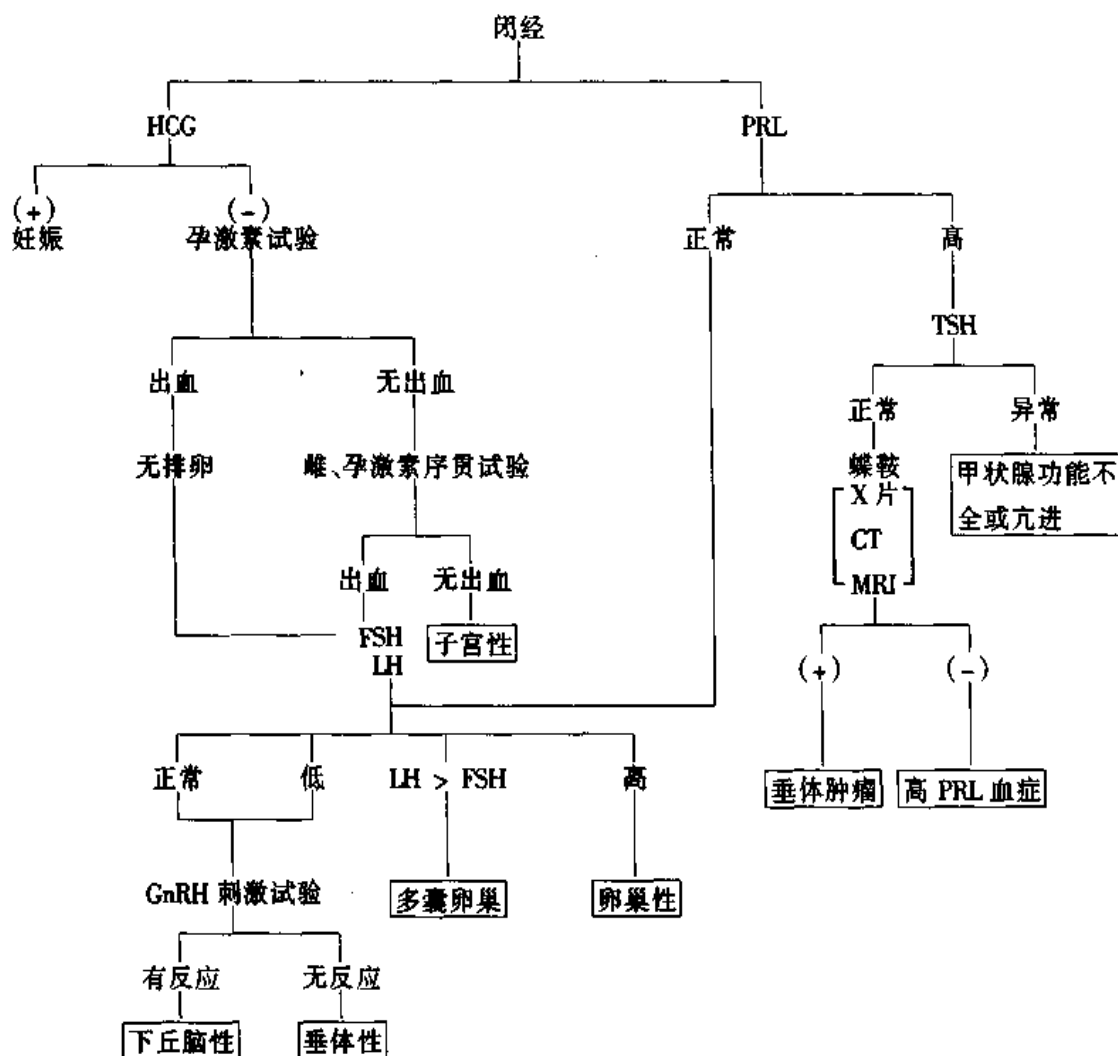 闭经
HCG
PRL
(+)
(-)
妊娠
孕激素试验
正常
高
TSH
出血
无出血
正常
异常
无排卵
雌、孕激素序贯试验
蝶鞍
甲状腺功能不
X 片
全或亢进
CT
MRI
出血
无出血
FSH
子宫性
LH
(+)
(-)
正常
低
LH > FSH
高
垂体肿瘤
高 PRL 血症
GnRH 刺激试验
多囊卵巢
卵巢性
有反应
无反应
下丘脑性
垂体性